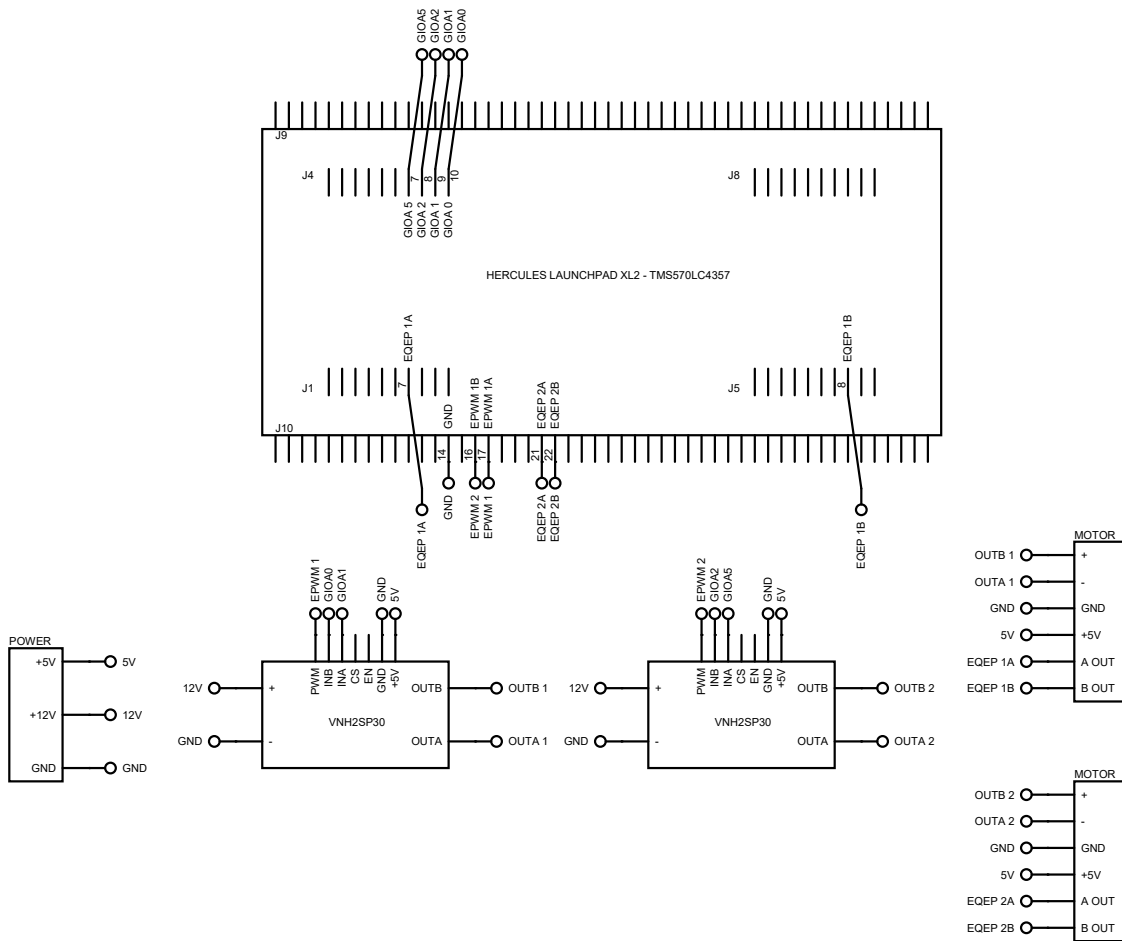 GIOA5
GIOA2
GIOA1
GIOA0
J9
J4
7
8
9
10
J8
GIOA 5
GIOA 2
GIOA 1
GIOA 0
HERCULES LAUNCHPAD XL2 - TMS570LC4357
EQEP 1A
EQEP 1B
J1
7
J5
8
GND
EPWM 1B
EPWM 1A
EQEP 2A
EQEP 2B
J10
14
16
17
21
22
EQEP 1A
GND
EPWM 2
EPWM 1
EQEP 2A
EQEP 2B
EQEP 1B
POWER
+5V
5V
+12V
12V
GND
GND
EPWM 1
GIOA0
GIOA1
GND
5V
PWM
INB
INA
CS
EN
GND
+5V
12V
+
OUTB
OUTB 1
VNH2SP30
GND
-
OUTA
OUTA 1
EPWM 2
GIOA2
GIOA5
GND
5V
PWM
INB
INA
CS
EN
GND
+5V
12V
+
OUTB
OUTB 2
VNH2SP30
GND
-
OUTA
OUTA 2
MOTOR
OUTB 1
+
OUTA 1
-
GND
GND
5V
+5V
EQEP 1A
A OUT
EQEP 1B
B OUT
MOTOR
OUTB 2
+
OUTA 2
-
GND
GND
5V
+5V
EQEP 2A
A OUT
EQEP 2B
B OUT